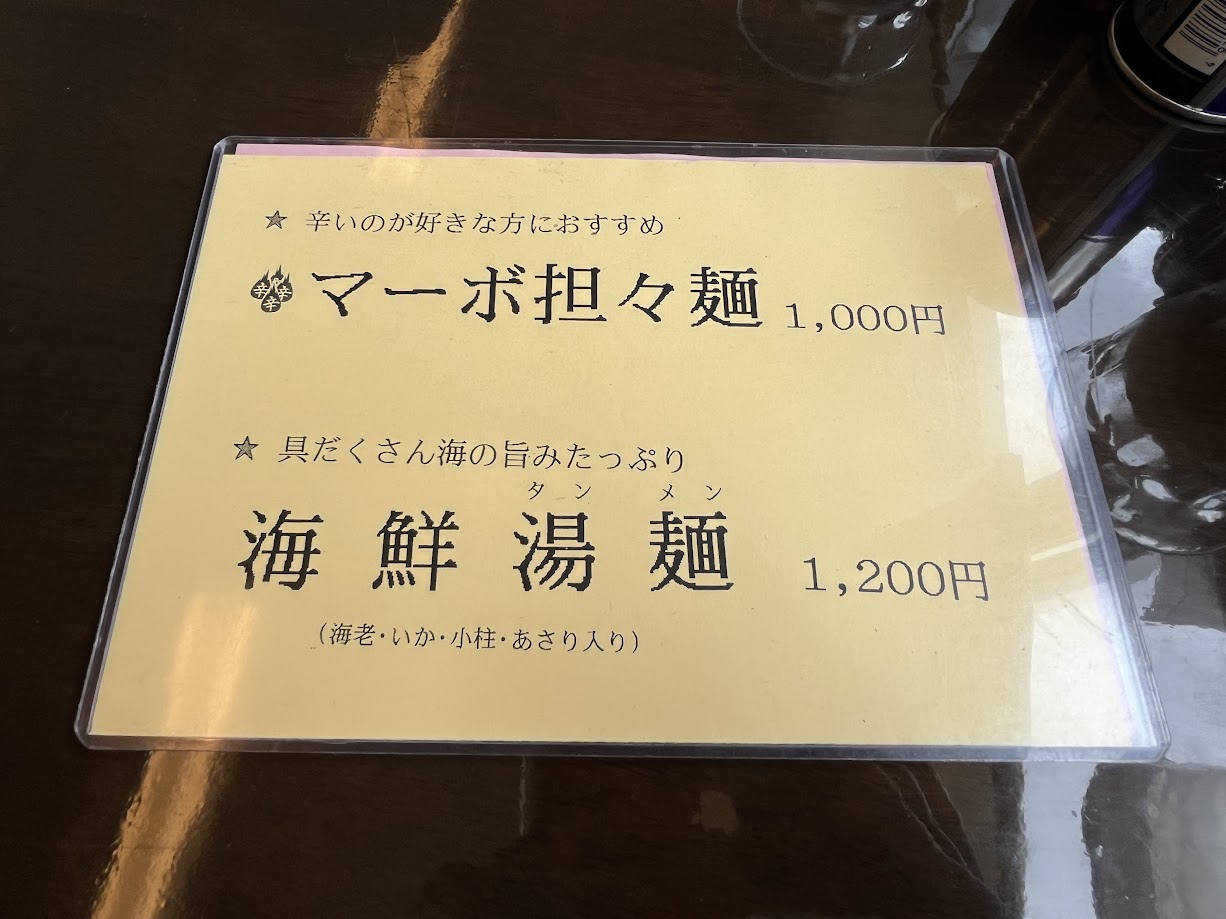 ★ 辛いのが好きな方におすすめ
辛辛辛 マーボ担々麺 1,000円
★ 具だくさん海の旨みたっぷり
タン メン
海鮮湯麺 1,200円
(海老・いか・小柱・あさり入り)